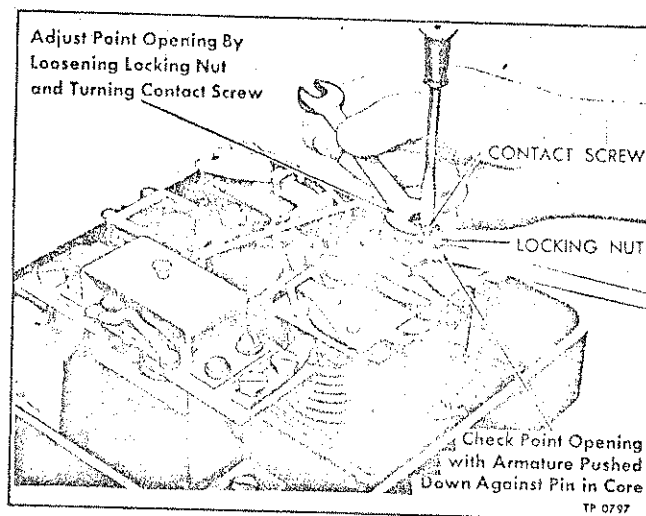 Adjust Point Opening By
Loosening Locking Nut
and Turning Contact Screw
CONTACT SCREW
LOCKING NUT
Check Point Opening
with Armature Pushed
Down Against Pin in Core
TP 0797